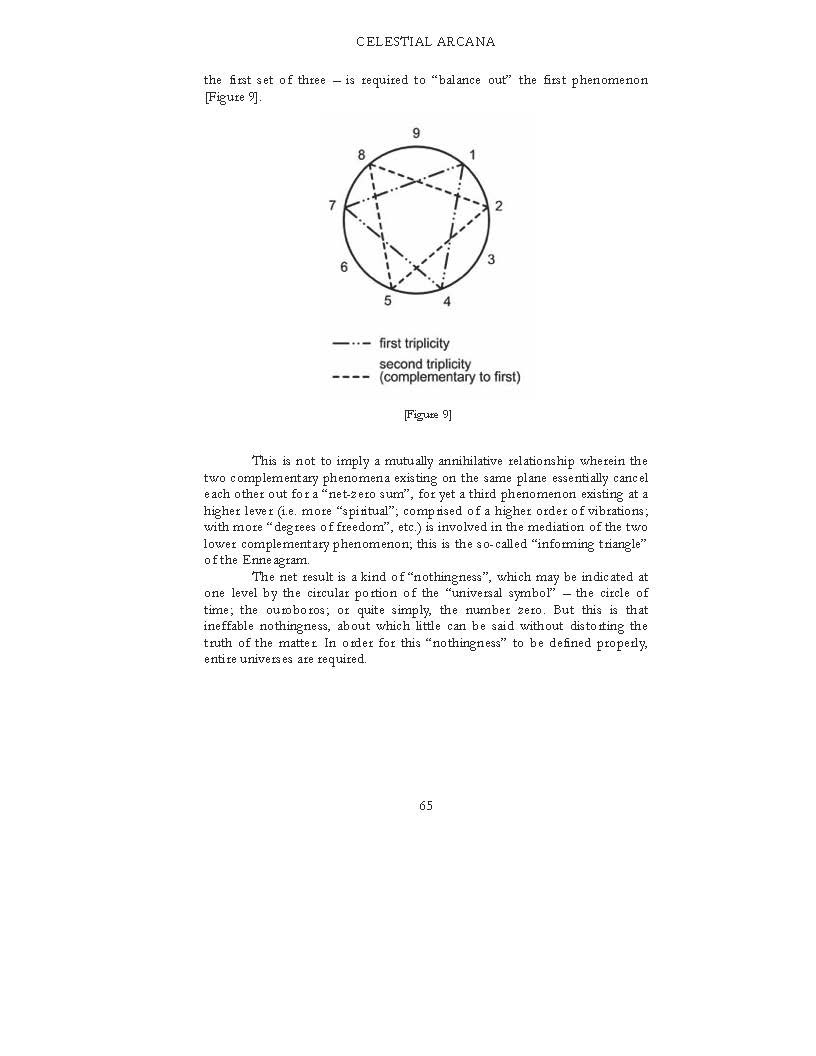 CELESTIAL ARCANA
the first set of three – is required to “balance out” the first phenomenon
[Figure 9].
9
8
1
7
2
6
3
5
4
first triplicity
second triplicity
(complementary to first)
[Figure 9]
This is not to imply a mutually annihilative relationship wherein the
two complementary phenomena existing on the same plane essentially cancel
each other out for a “net-zero sum”, for yet a third phenomenon existing at a
higher lever (i.e. more “spiritual”; comprised of a higher order of vibrations;
with more “degrees of freedom”, etc.) is involved in the mediation of the two
lower complementary phenomenon; this is the so-called “informing triangle”
of the Enneagram.
The net result is a kind of “nothingness”, which may be indicated at
one level by the circular portion of the “universal symbol” – the circle of
time; the ouroboros; or quite simply, the number zero. But this is that
ineffable nothingness, about which little can be said without distorting the
truth of the matter. In order for this “nothingness” to be defined properly,
entire universes are required.
65